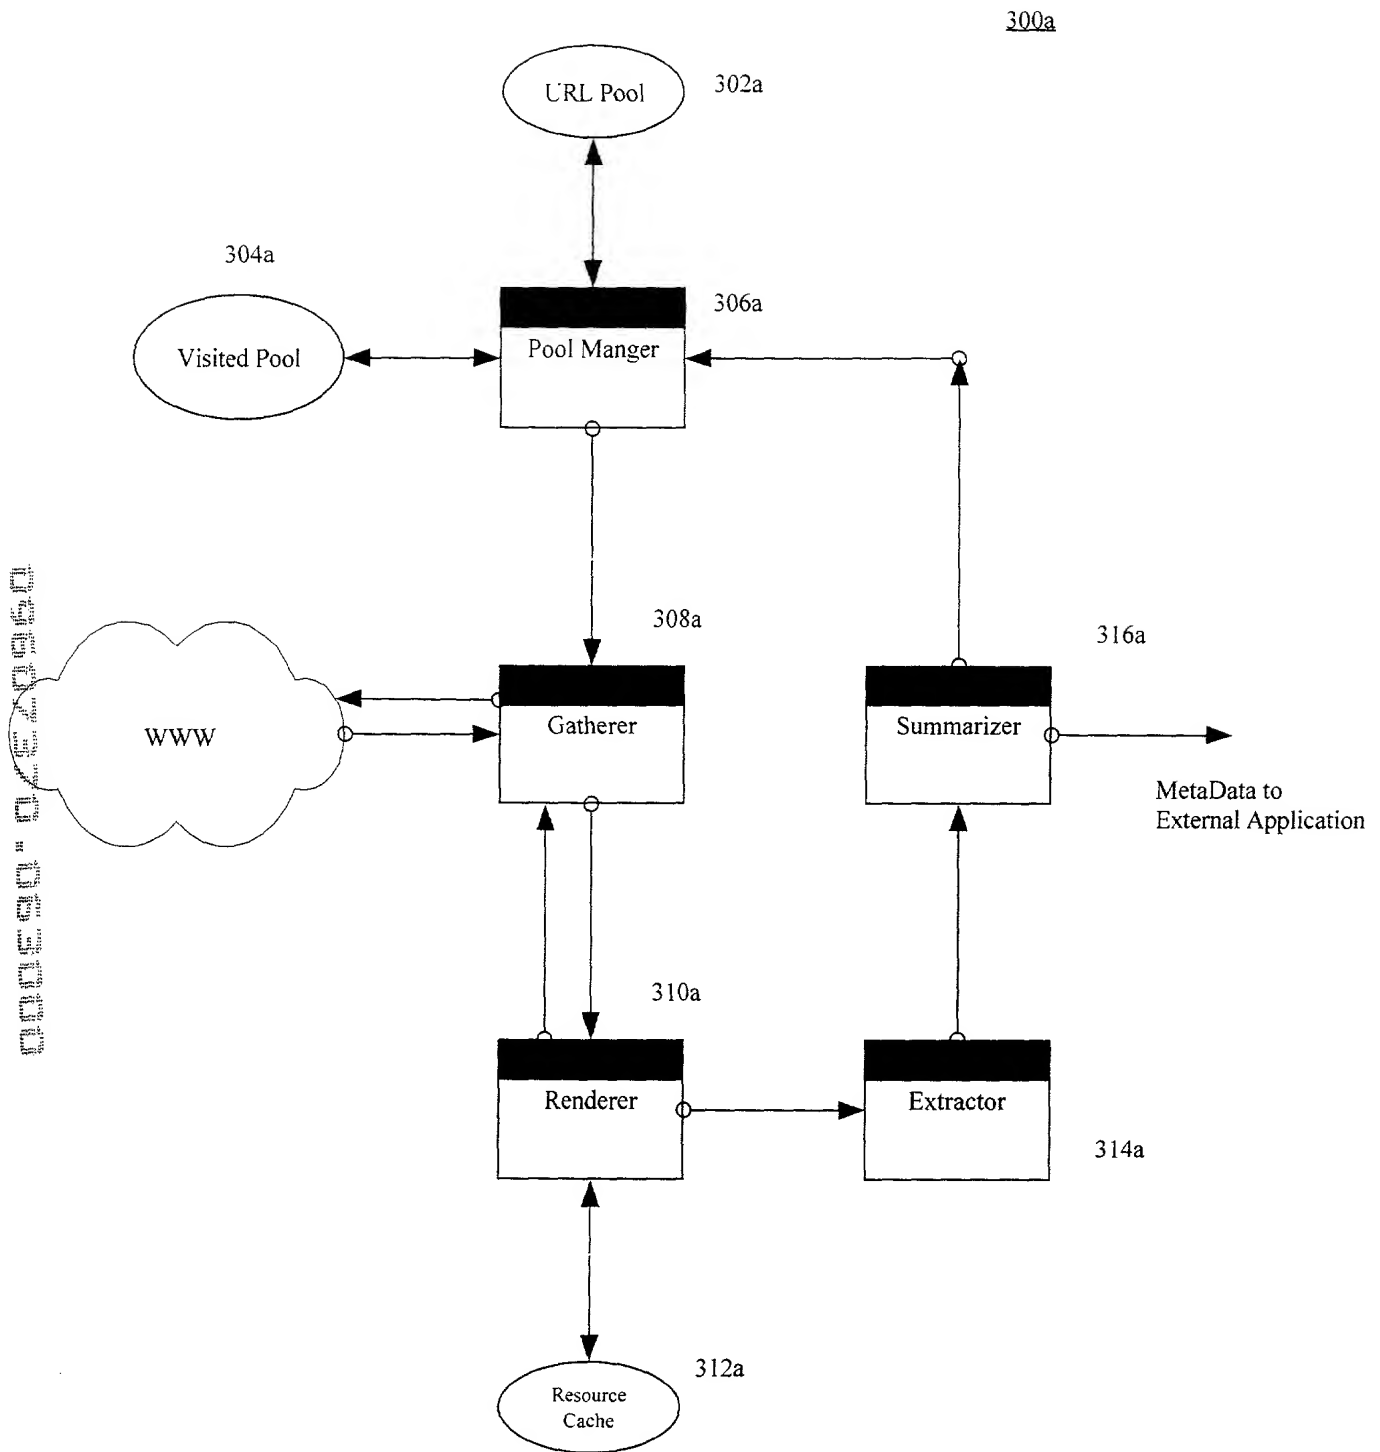 300a
URL Pool
302a
304a
306a
Pool Manger
Visited Pool
308a
316a
WWW
Gatherer
Summarizer
MetaData to
External Application
310a
Renderer
Extractor
314a
312a
Resource
Cache